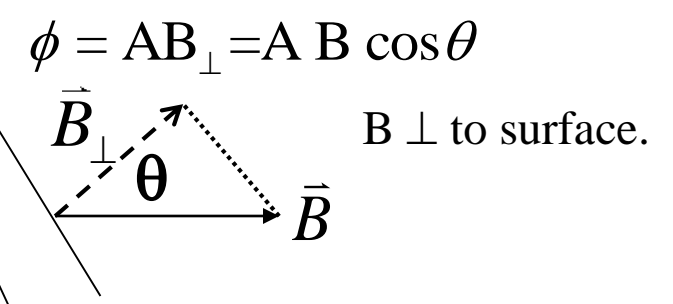 ϕ = AB⊥ =A B cosθ
B⃗⊥
B ⊥ to surface.
θ
B⃗